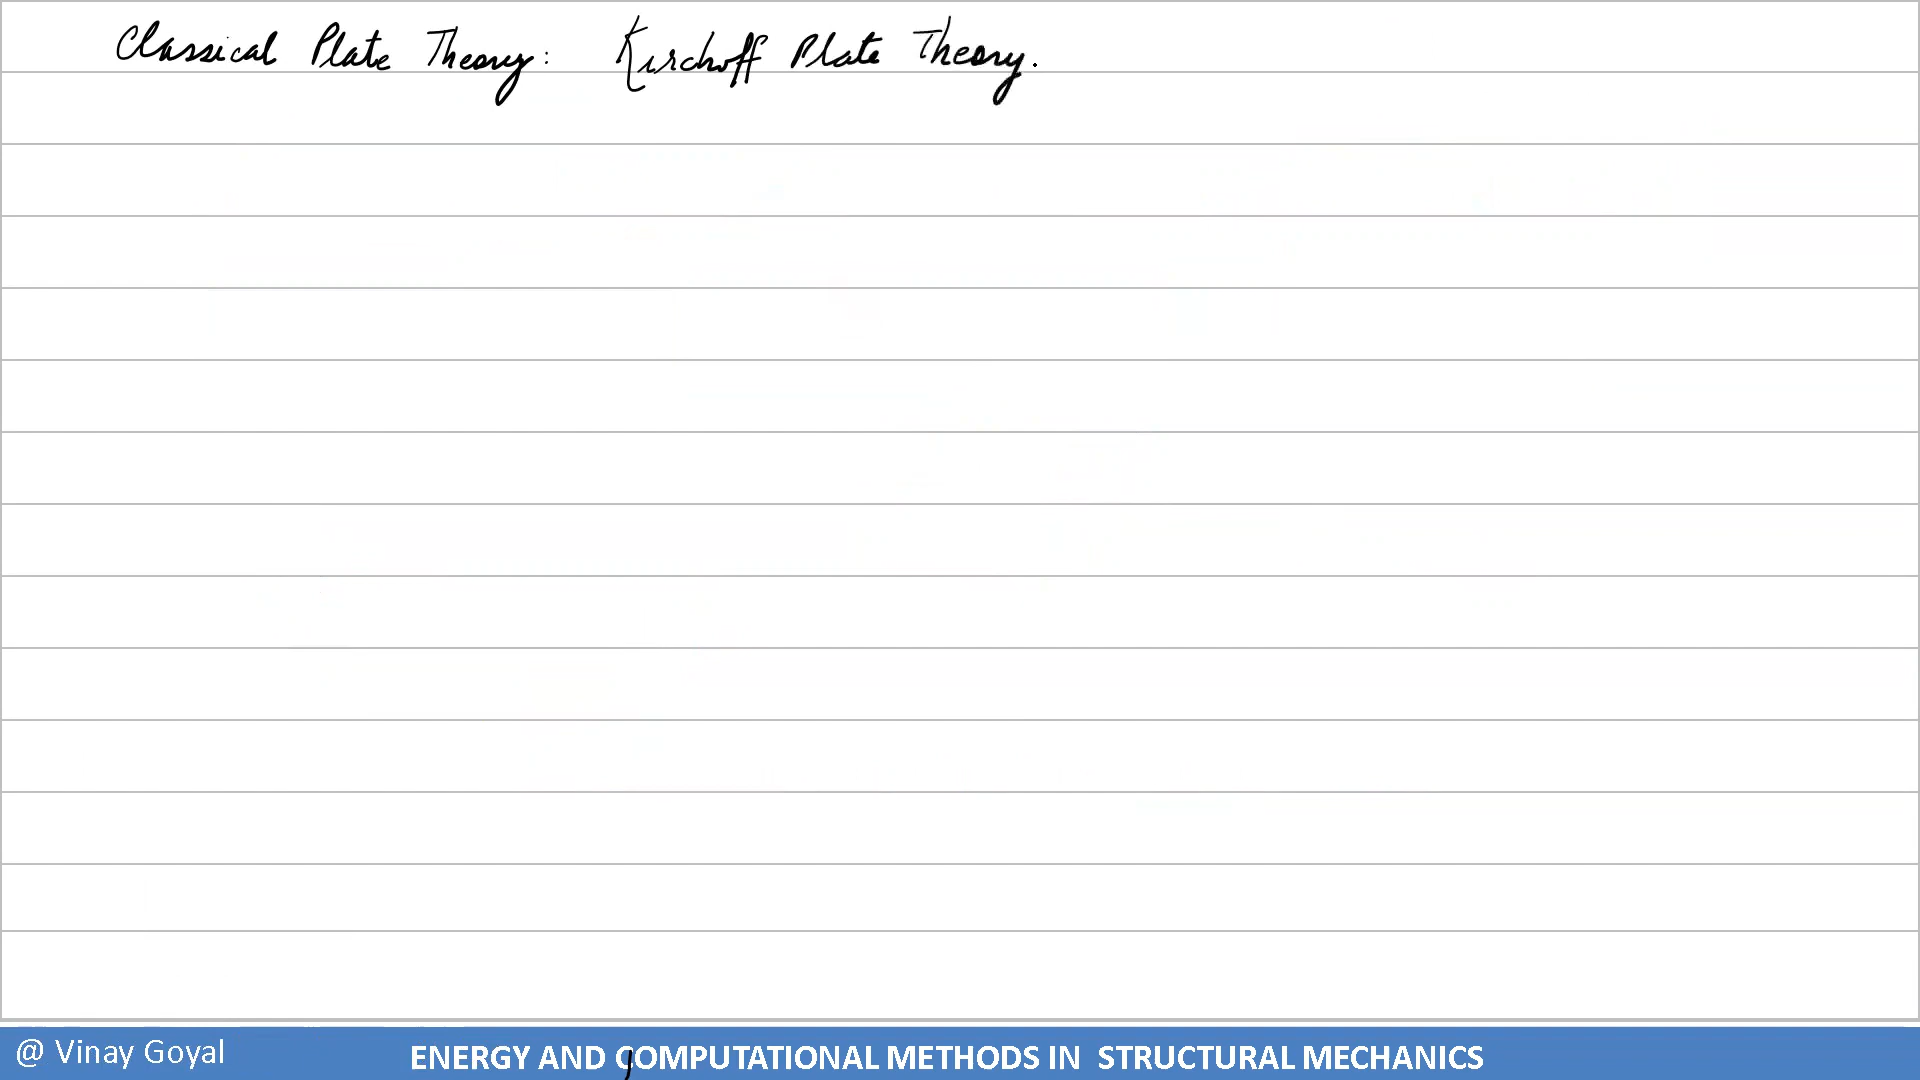 Classical Plate Theory: Kirchoff Plate Theory.
@ Vinay Goyal
ENERGY AND COMPUTATIONAL METHODS IN STRUCTURAL MECHANICS